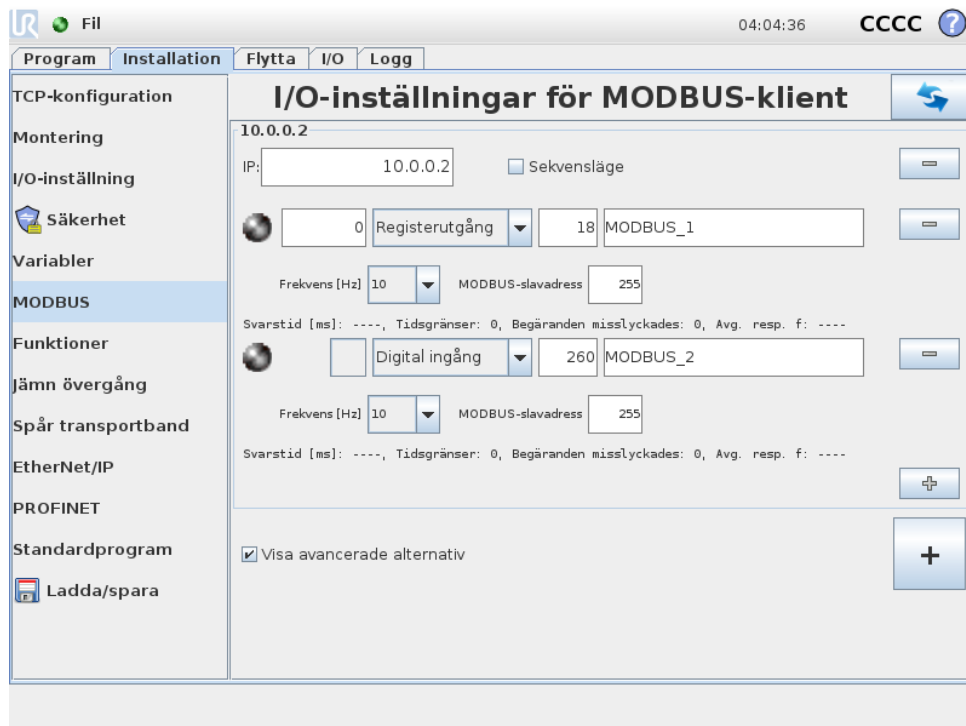 UR Fil 04:04:36 CCCC ?
Program Installation Flytta I/O Logg
TCP-konfiguration
Montering
I/O-inställning
Säkerhet
Variabler
MODBUS
Funktioner
Jämn övergång
Spår transportband
EtherNet/IP
PROFINET
Standardprogram
Ladda/spara
I/O-inställningar för MODBUS-klient
10.0.0.2
IP: 10.0.0.2 Sekvensläge
0 Registerutgång 18 MODBUS_1
Frekvens [Hz] 10 MODBUS-slavadress 255
Svarstid [ms]: ----, Tidsgränser: 0, Begäranden misslyckades: 0, Avg. resp. f: ----
Digital ingång 260 MODBUS_2
Frekvens [Hz] 10 MODBUS-slavadress 255
Svarstid [ms]: ----, Tidsgränser: 0, Begäranden misslyckades: 0, Avg. resp. f: ----
Visa avancerade alternativ